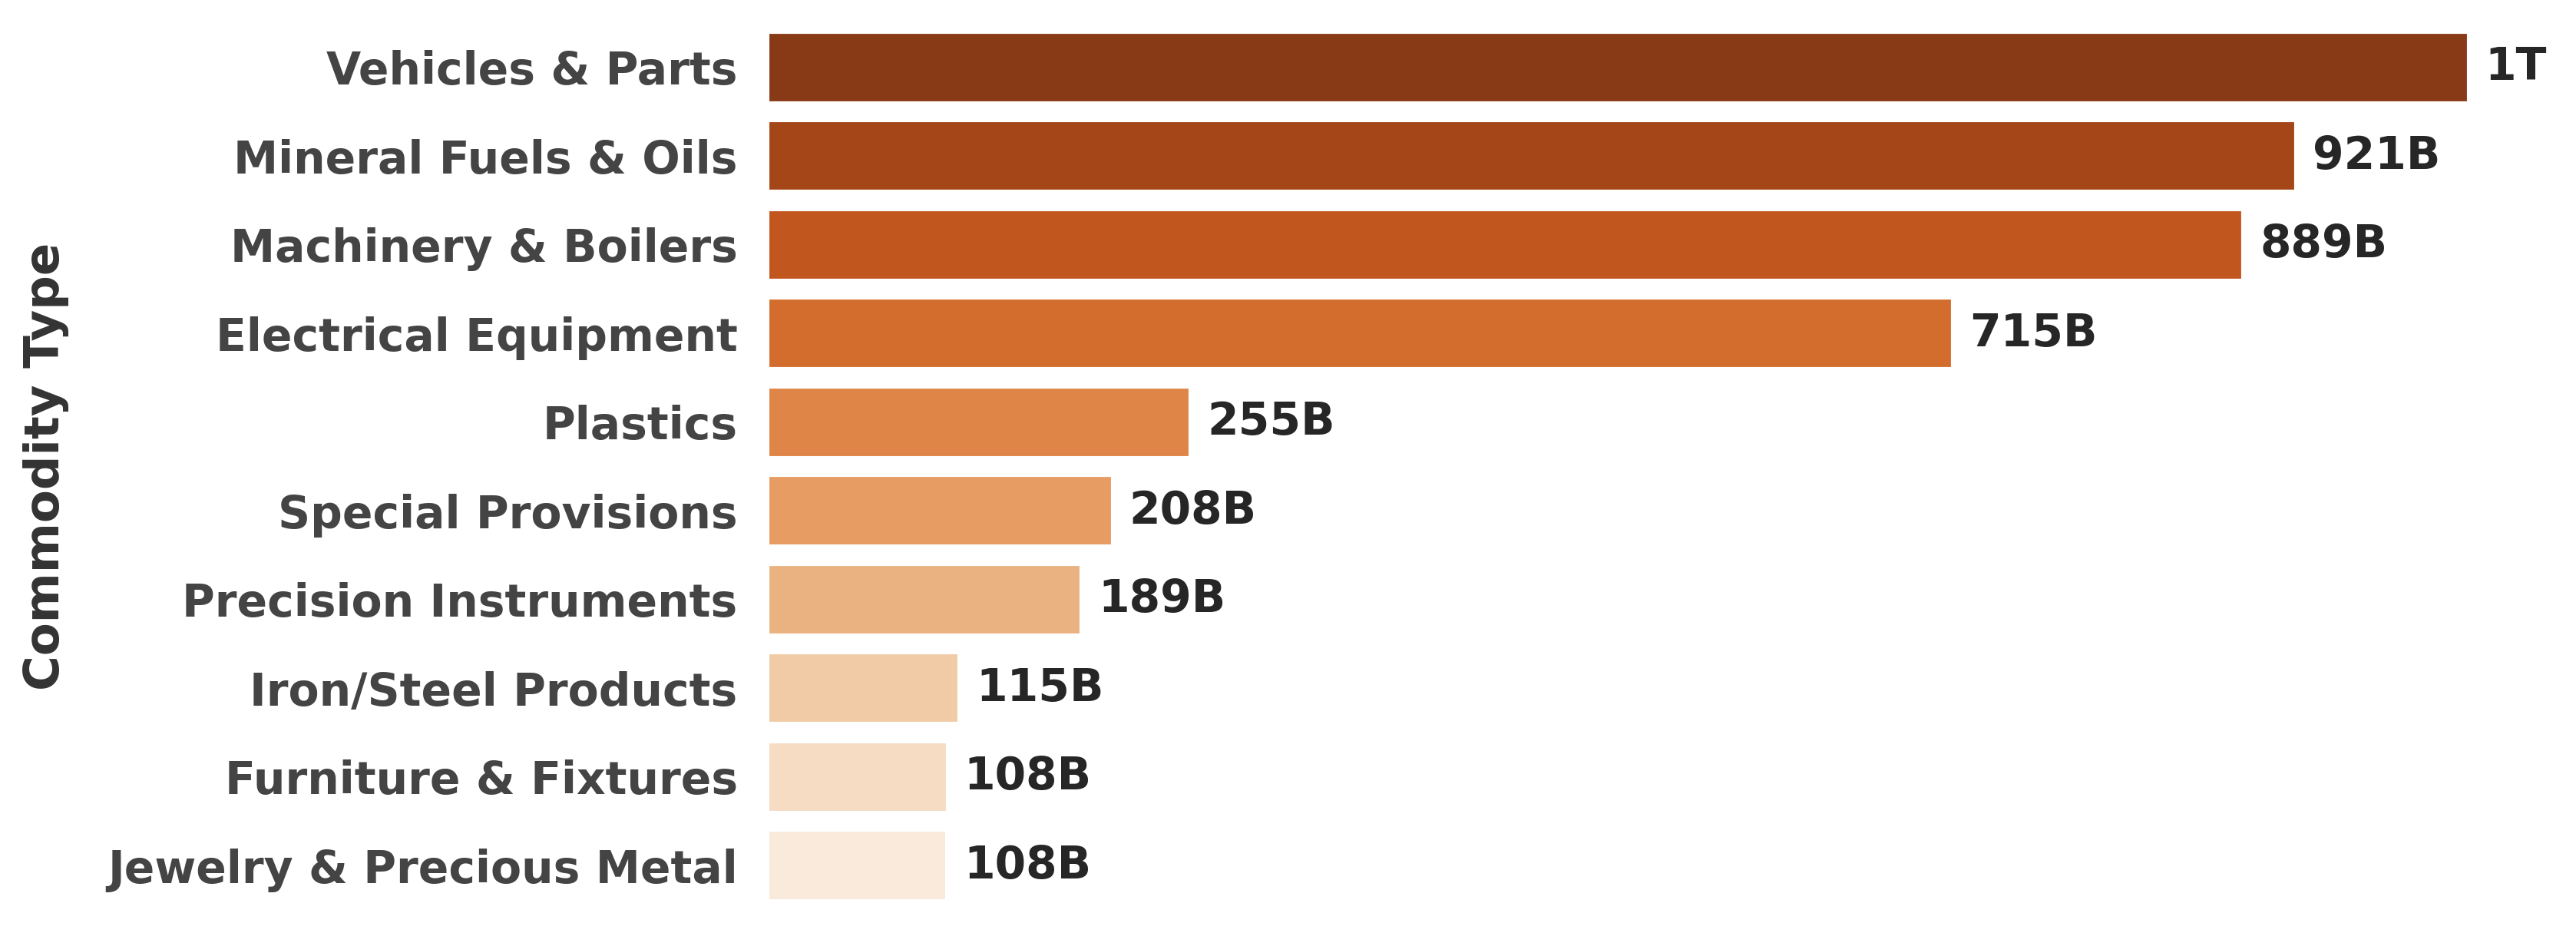 Commodity Type
Vehicles & Parts 1T
Mineral Fuels & Oils 921B
Machinery & Boilers 889B
Electrical Equipment 715B
Plastics 255B
Special Provisions 208B
Precision Instruments 189B
Iron/Steel Products 115B
Furniture & Fixtures 108B
Jewelry & Precious Metal 108B